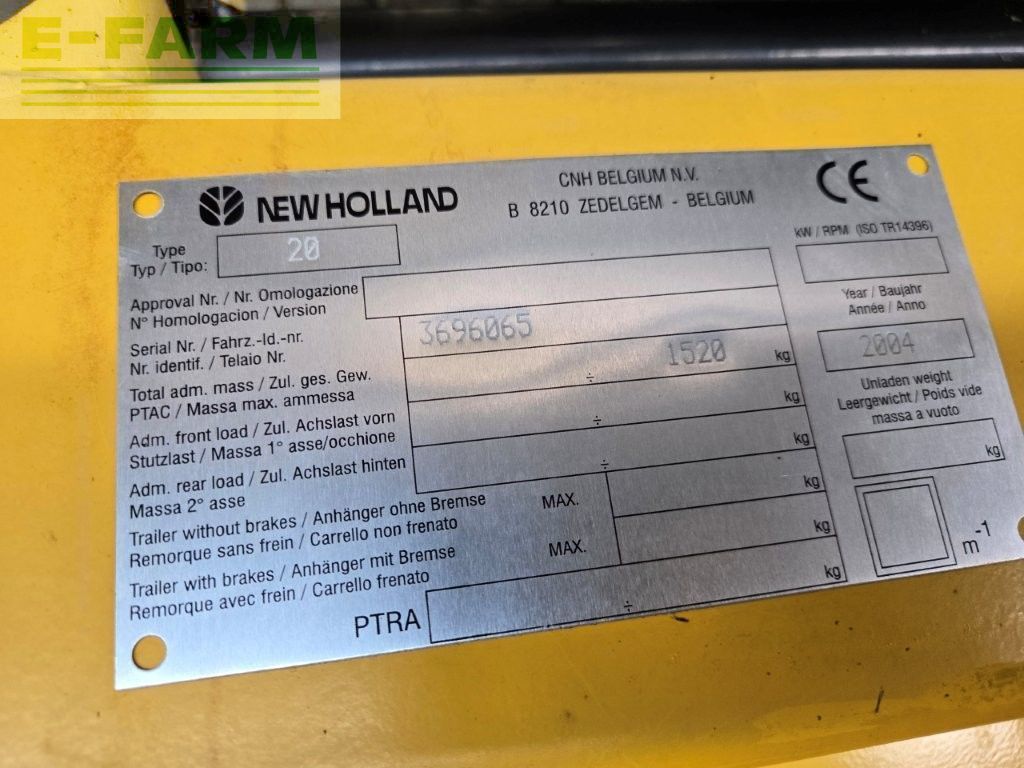 E-FARM
NEW HOLLAND
CNH BELGIUM N.V.
B 8210 ZEDELGEM - BELGIUM
CE
Type
Typ / Tipo:
20
kW / RPM (ISO TR14396)
Approval Nr. / Nr. Omologazione
N° Homologacion / Version
Year / Baujahr
Année / Anno
2004
Serial Nr. / Fahrz.-Id.-nr.
Nr. identif. / Telaio Nr.
3696065
Total adm. mass / Zul. ges. Gew.
PTAC / Massa max. ammessa
÷ 1520 kg
Unladen weight
Leergewicht / Poids vide
massa a vuoto
kg
Adm. front load / Zul. Achslast vorn
Stutzlast / Massa 1° asse/occhione
÷ kg
Adm. rear load / Zul. Achslast hinten
Massa 2° asse
÷ kg
Trailer without brakes / Anhänger ohne Bremse
Remorque sans frein / Carrello non frenato
MAX. kg
Trailer with brakes / Anhänger mit Bremse
Remorque avec frein / Carrello frenato
MAX. kg
m-1
PTRA ÷ kg